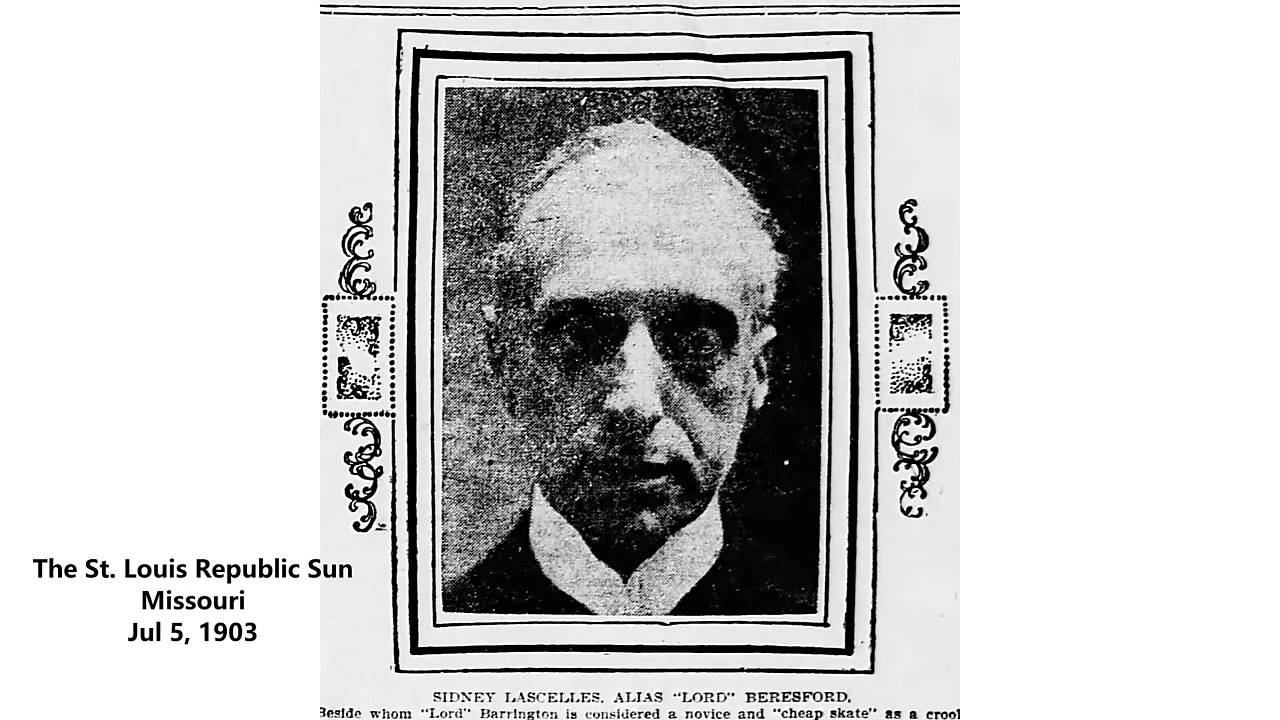 The St. Louis Republic Sun
Missouri
Jul 5, 1903
SIDNEY LASCELLES, ALIAS "LORD" BERESFORD,
Beside whom "Lord" Barrington is considered a novice and "cheap skate" as a crook